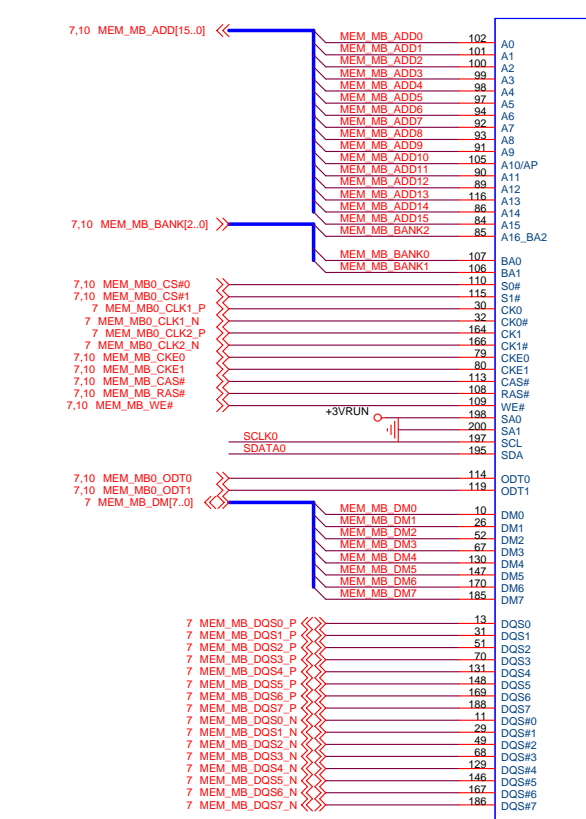 7,10 MEM_MB_ADD[15..0]
MEM_MB_ADD0 102 A0
MEM_MB_ADD1 101 A1
MEM_MB_ADD2 100 A2
MEM_MB_ADD3 99 A3
MEM_MB_ADD4 98 A4
MEM_MB_ADD5 97 A5
MEM_MB_ADD6 94 A6
MEM_MB_ADD7 92 A7
MEM_MB_ADD8 93 A8
MEM_MB_ADD9 91 A9
MEM_MB_ADD10 105 A10/AP
MEM_MB_ADD11 90 A11
MEM_MB_ADD12 89 A12
MEM_MB_ADD13 116 A13
MEM_MB_ADD14 86 A14
MEM_MB_ADD15 84 A15
7,10 MEM_MB_BANK[2..0] MEM_MB_BANK2 85 A16_BA2
MEM_MB_BANK0 107 BA0
MEM_MB_BANK1 106 BA1
7,10 MEM_MB0_CS#0 110 S0#
7,10 MEM_MB0_CS#1 115 S1#
7 MEM_MB0_CLK1_P 30 CK0
7 MEM_MB0_CLK1_N 32 CK0#
7 MEM_MB0_CLK2_P 164 CK1
7 MEM_MB0_CLK2_N 166 CK1#
7,10 MEM_MB_CKE0 79 CKE0
7,10 MEM_MB_CKE1 80 CKE1
7,10 MEM_MB_CAS# 113 CAS#
7,10 MEM_MB_RAS# 108 RAS#
7,10 MEM_MB_WE# 109 WE#
+3VRUN 198 SA0
200 SA1
SCLK0 197 SCL
SDATA0 195 SDA
7,10 MEM_MB0_ODT0 114 ODT0
7,10 MEM_MB0_ODT1 119 ODT1
7 MEM_MB_DM[7..0]
MEM_MB_DM0 10 DM0
MEM_MB_DM1 26 DM1
MEM_MB_DM2 52 DM2
MEM_MB_DM3 67 DM3
MEM_MB_DM4 130 DM4
MEM_MB_DM5 147 DM5
MEM_MB_DM6 170 DM6
MEM_MB_DM7 185 DM7
7 MEM_MB_DQS0_P 13 DQS0
7 MEM_MB_DQS1_P 31 DQS1
7 MEM_MB_DQS2_P 51 DQS2
7 MEM_MB_DQS3_P 70 DQS3
7 MEM_MB_DQS4_P 131 DQS4
7 MEM_MB_DQS5_P 148 DQS5
7 MEM_MB_DQS6_P 169 DQS6
7 MEM_MB_DQS7_P 188 DQS7
7 MEM_MB_DQS0_N 11 DQS#0
7 MEM_MB_DQS1_N 29 DQS#1
7 MEM_MB_DQS2_N 49 DQS#2
7 MEM_MB_DQS3_N 68 DQS#3
7 MEM_MB_DQS4_N 129 DQS#4
7 MEM_MB_DQS5_N 146 DQS#5
7 MEM_MB_DQS6_N 167 DQS#6
7 MEM_MB_DQS7_N 186 DQS#7